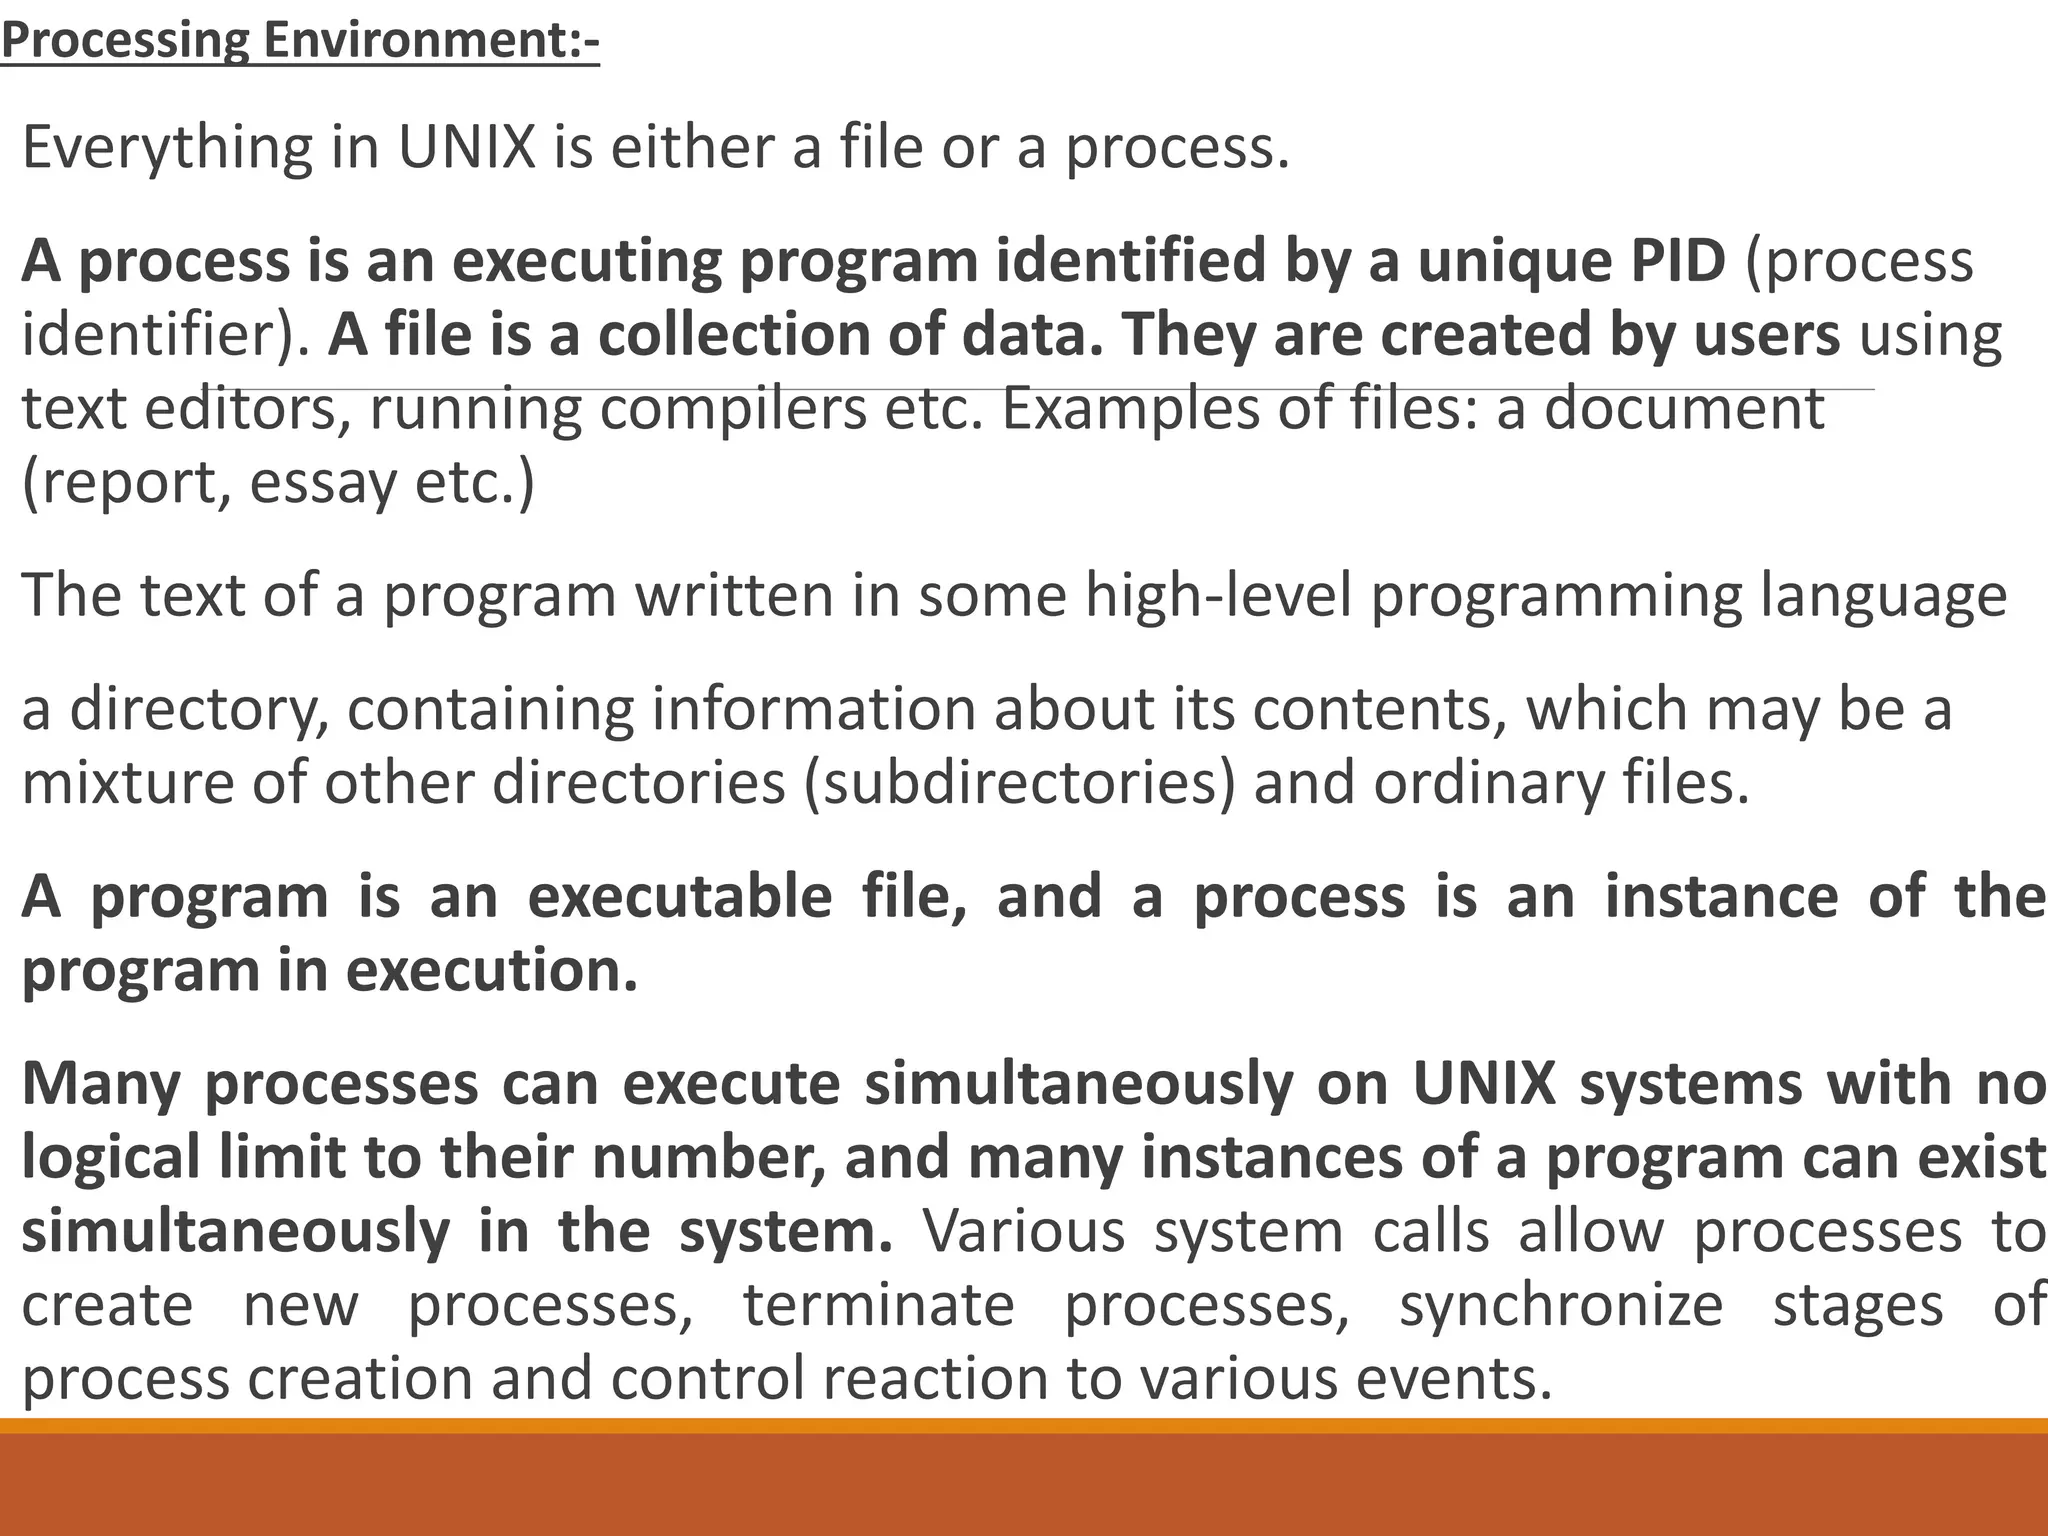 Processing Environment:-
Everything in UNIX is either a file or a process.
A process is an executing program identified by a unique PID (process
identifier). A file is a collection of data. They are created by users using
text editors, running compilers etc. Examples of files: a document
(report, essay etc.)
The text of a program written in some high-level programming language
a directory, containing information about its contents, which may be a
mixture of other directories (subdirectories) and ordinary files.
A program is an executable file, and a process is an instance of the
program in execution.
Many processes can execute simultaneously on UNIX systems with no
logical limit to their number, and many instances of a program can exist
simultaneously in the system. Various system calls allow processes to
create new processes, terminate processes, synchronize stages of
process creation and control reaction to various events.